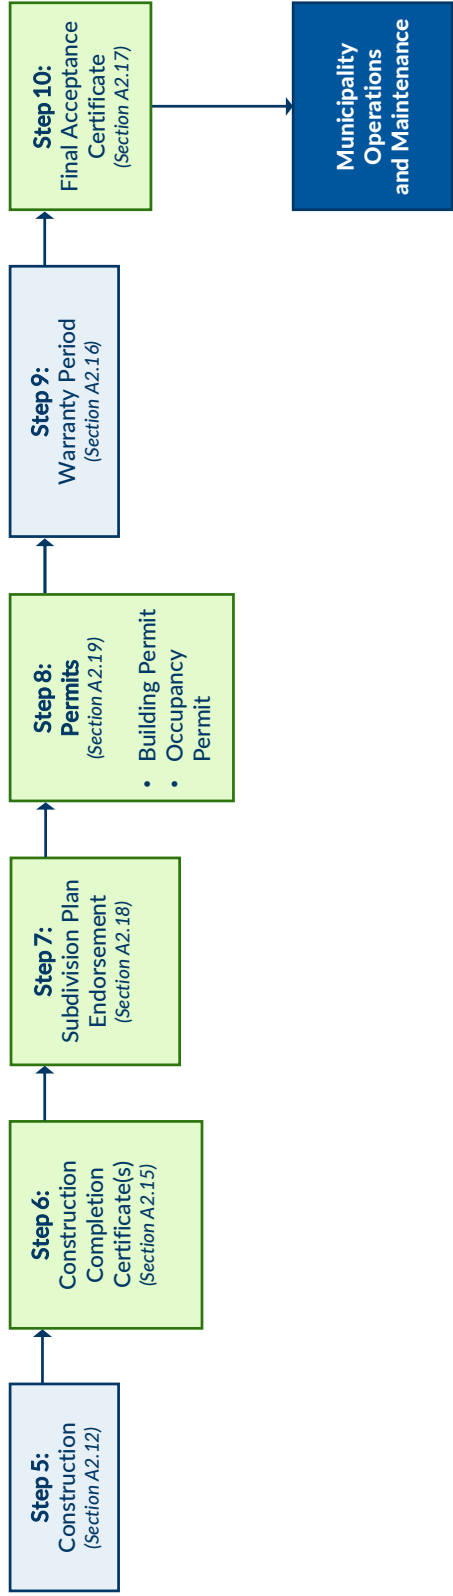 Step 5:
Construction
(Section A2.12)
Step 6:
Construction
Completion
Certificate(s)
(Section A2.15)
Step 7:
Subdivision Plan
Endorsement
(Section A2.18)
Step 8:
Permits
(Section A2.19)
• Building Permit
• Occupancy
Permit
Step 9:
Warranty Period
(Section A2.16)
Step 10:
Final Acceptance
Certificate
(Section A2.17)
Municipality
Operations
and Maintenance